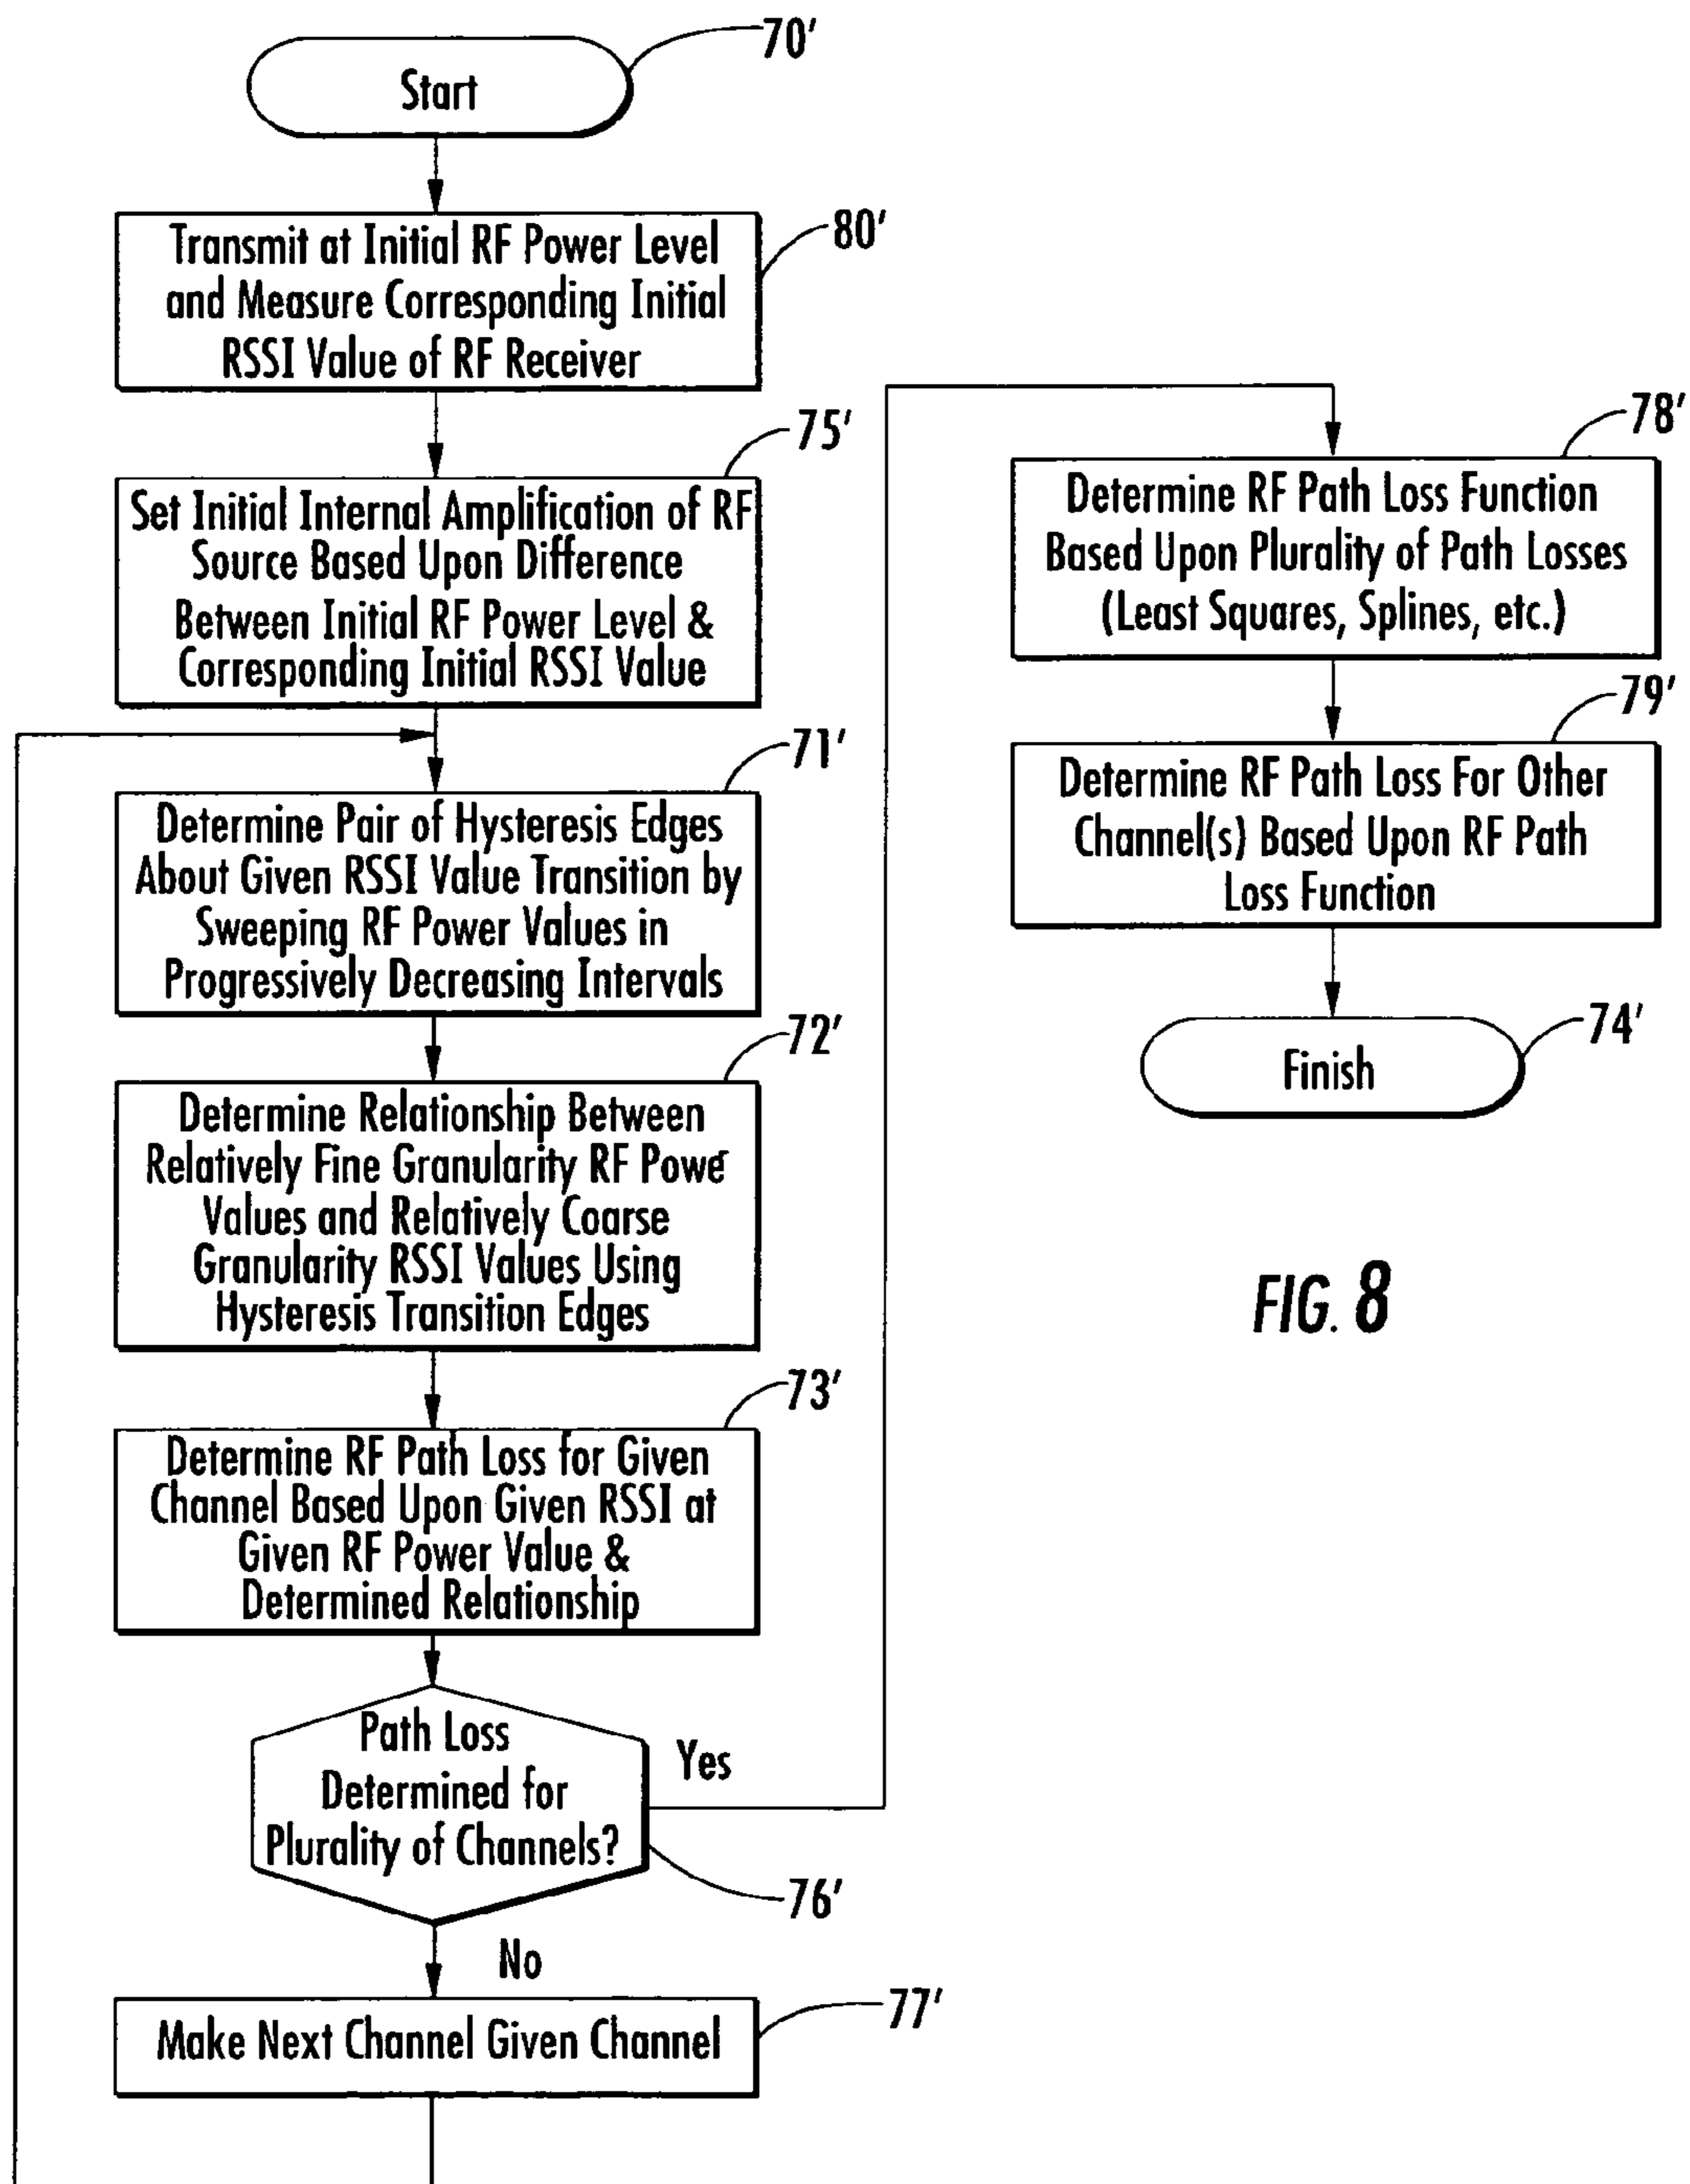 70'
Start
80'
Transmit at Initial RF Power Level
and Measure Corresponding Initial
RSSI Value of RF Receiver
75'
Set Initial Internal Amplification of RF
Source Based Upon Difference
Between Initial RF Power Level &
Corresponding Initial RSSI Value
71'
Determine Pair of Hysteresis Edges
About Given RSSI Value Transition by
Sweeping RF Power Values in
Progressively Decreasing Intervals
72'
Determine Relationship Between
Relatively Fine Granularity RF Power
Values and Relatively Coarse
Granularity RSSI Values Using
Hysteresis Transition Edges
73'
Determine RF Path Loss for Given
Channel Based Upon Given RSSI at
Given RF Power Value &
Determined Relationship
Path Loss
Determined for
Plurality of Channels?
Yes
76'
No
77'
Make Next Channel Given Channel
78'
Determine RF Path Loss Function
Based Upon Plurality of Path Losses
(Least Squares, Splines, etc.)
79'
Determine RF Path Loss For Other
Channel(s) Based Upon RF Path
Loss Function
74'
Finish
FIG. 8